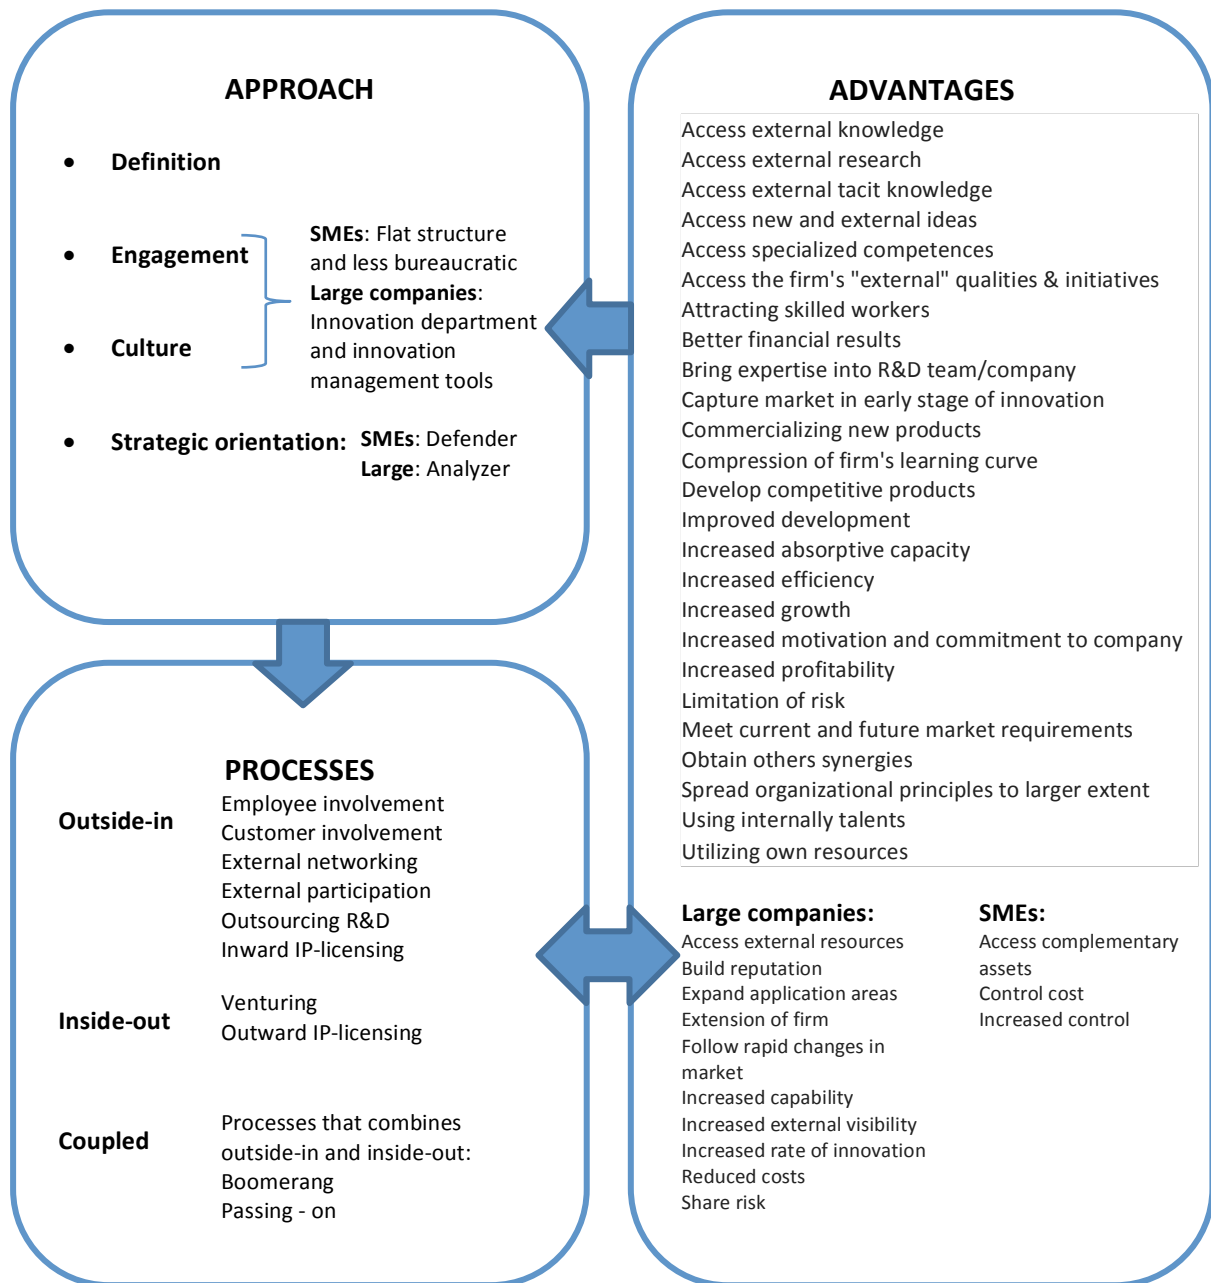 APPROACH
• Definition
• Engagement
• Culture
SMEs: Flat structure
and less bureaucratic
Large companies:
Innovation department
and innovation
management tools
• Strategic orientation:
SMEs: Defender
Large: Analyzer
PROCESSES
Outside-in
Employee involvement
Customer involvement
External networking
External participation
Outsourcing R&D
Inward IP-licensing
Inside-out
Venturing
Outward IP-licensing
Coupled
Processes that combines
outside-in and inside-out:
Boomerang
Passing - on
ADVANTAGES
Access external knowledge
Access external research
Access external tacit knowledge
Access new and external ideas
Access specialized competences
Access the firm's "external" qualities & initiatives
Attracting skilled workers
Better financial results
Bring expertise into R&D team/company
Capture market in early stage of innovation
Commercializing new products
Compression of firm's learning curve
Develop competitive products
Improved development
Increased absorptive capacity
Increased efficiency
Increased growth
Increased motivation and commitment to company
Increased profitability
Limitation of risk
Meet current and future market requirements
Obtain others synergies
Spread organizational principles to larger extent
Using internally talents
Utilizing own resources
Large companies:
Access external resources
Build reputation
Expand application areas
Extension of firm
Follow rapid changes in
market
Increased capability
Increased external visibility
Increased rate of innovation
Reduced costs
Share risk
SMEs:
Access complementary
assets
Control cost
Increased control